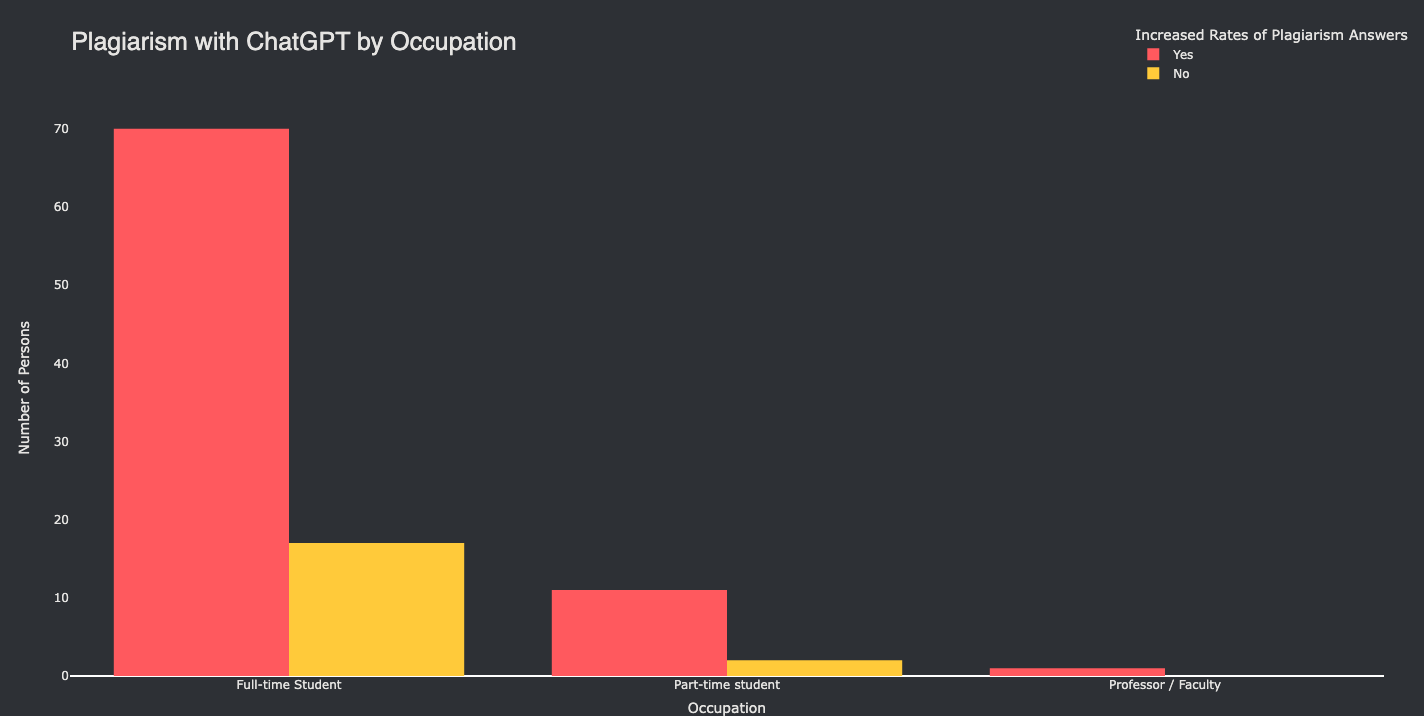 Plagiarism with ChatGPT by Occupation
Increased Rates of Plagiarism Answers
Yes
No
Number of Persons
70
60
50
40
30
20
10
0
Full-time Student
Part-time student
Professor / Faculty
Occupation